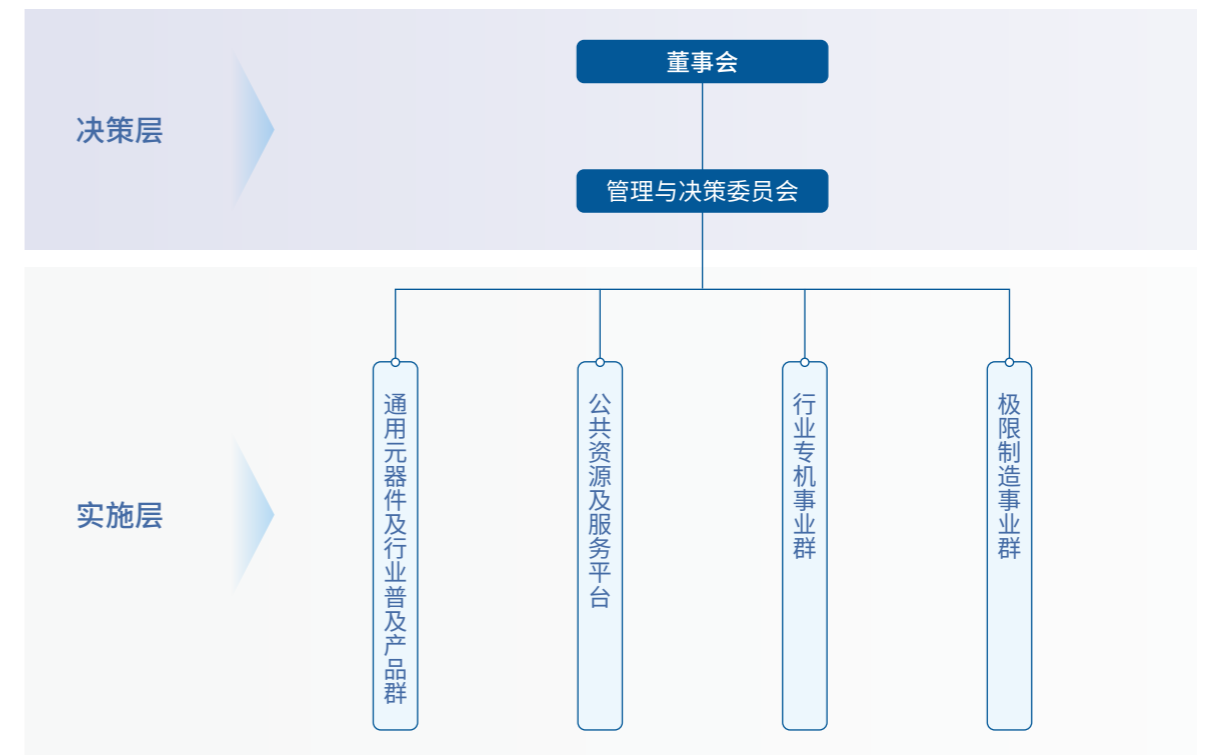 董事会
决策层
管理与决策委员会
实施层
通用元器件及行业普及产品群
公共资源及服务平台
行业专机事业群
极限制造事业群